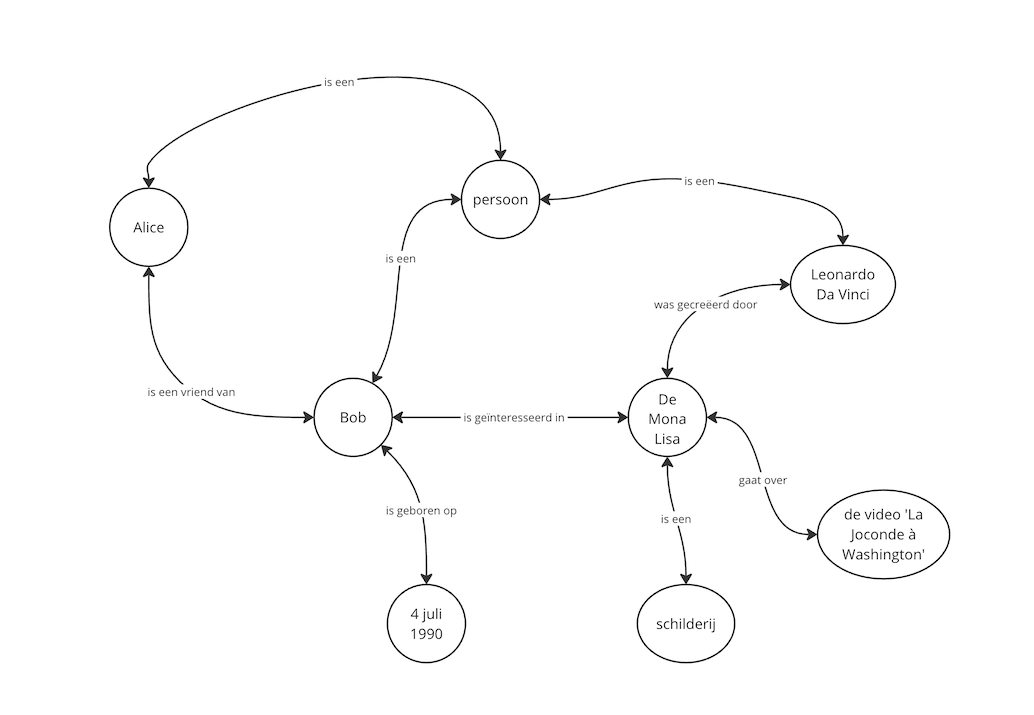 is een
persoon
is een
Alice
is een
Leonardo
Da Vinci
was gecreëerd door
is een vriend van
Bob
is geïnteresseerd in
De
Mona
Lisa
gaat over
is geboren op
is een
de video 'La
Joconde à
Washington'
4 juli
1990
schilderij